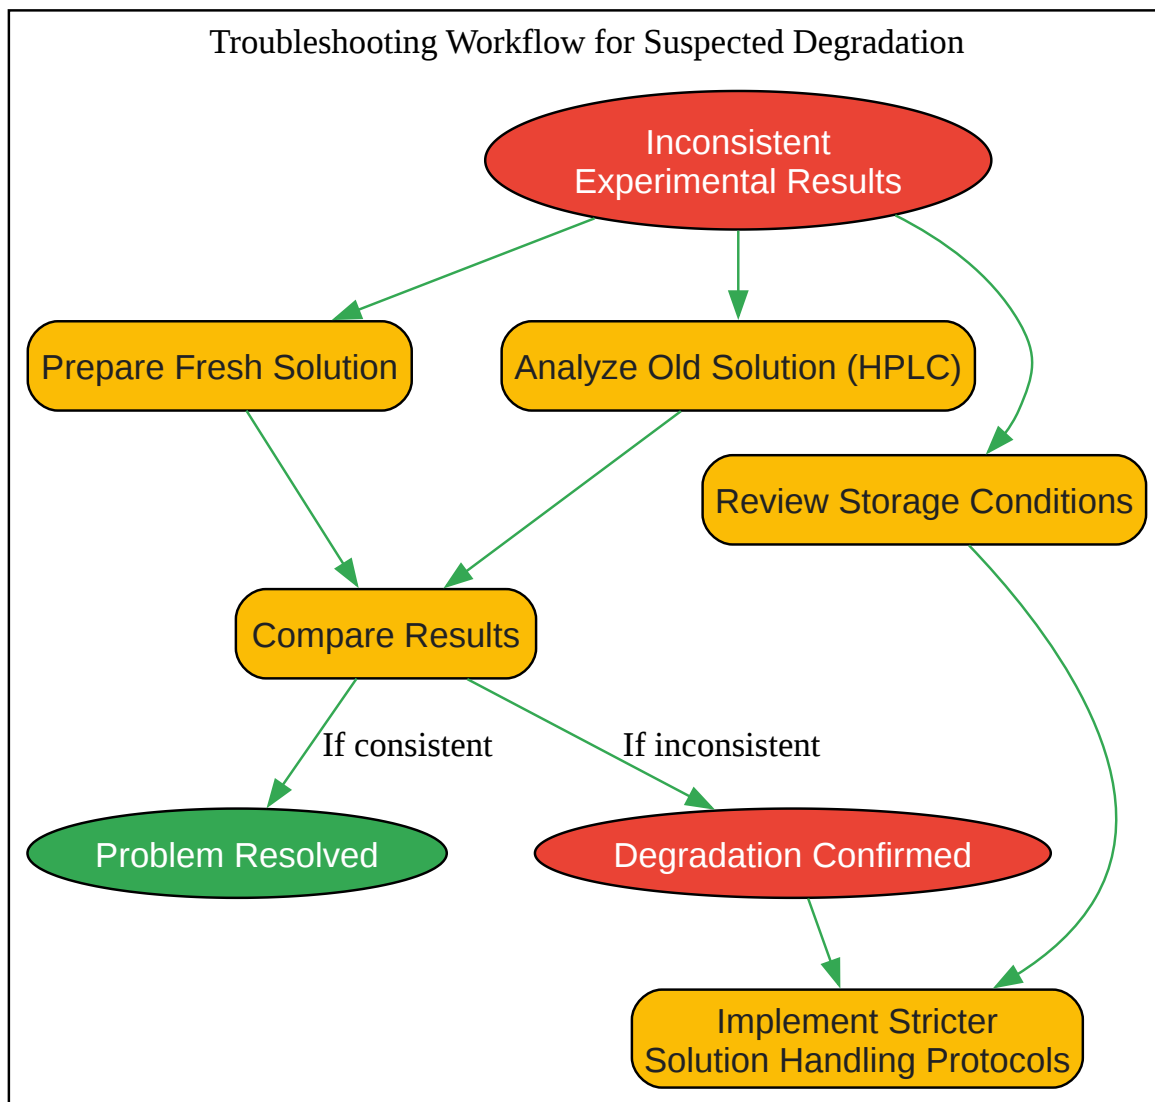 Troubleshooting Workflow for Suspected Degradation
Inconsistent
Experimental Results
Prepare Fresh Solution
Analyze Old Solution (HPLC)
Review Storage Conditions
Compare Results
If consistent
If inconsistent
Problem Resolved
Degradation Confirmed
Implement Stricter
Solution Handling Protocols